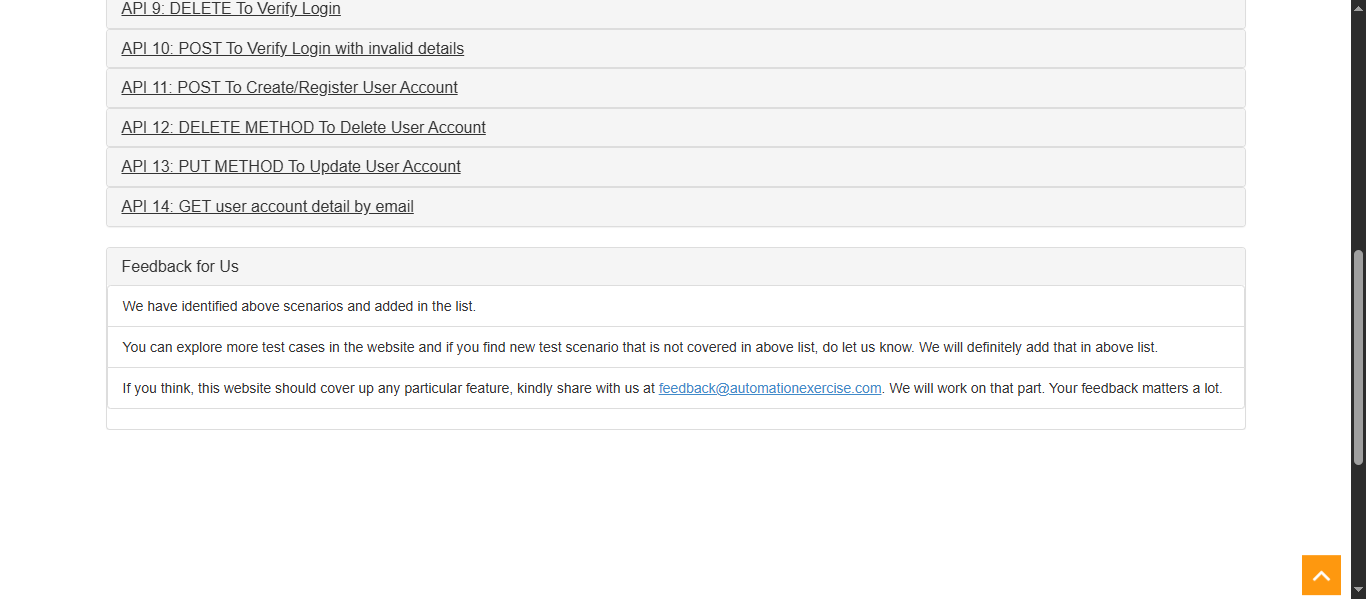 API 9: DELETE To Verify Login
API 10: POST To Verify Login with invalid details
API 11: POST To Create/Register User Account
API 12: DELETE METHOD To Delete User Account
API 13: PUT METHOD To Update User Account
API 14: GET user account detail by email
Feedback for Us
We have identified above scenarios and added in the list.
You can explore more test cases in the website and if you find new test scenario that is not covered in above list, do let us know. We will definitely add that in above list.
If you think, this website should cover up any particular feature, kindly share with us at feedback@automationexercise.com. We will work on that part. Your feedback matters a lot.